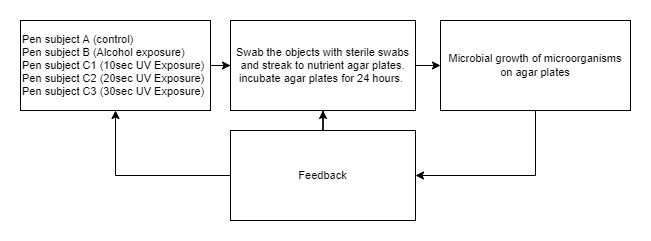 Pen subject A (control)
Pen subject B (Alcohol exposure)
Pen subject C1 (10sec UV Exposure)
Pen subject C2 (20sec UV Exposure)
Pen subject C3 (30sec UV Exposure)
Swab the objects with sterile swabs
and streak to nutrient agar plates.
incubate agar plates for 24 hours.
Microbial growth of microorganisms
on agar plates
Feedback